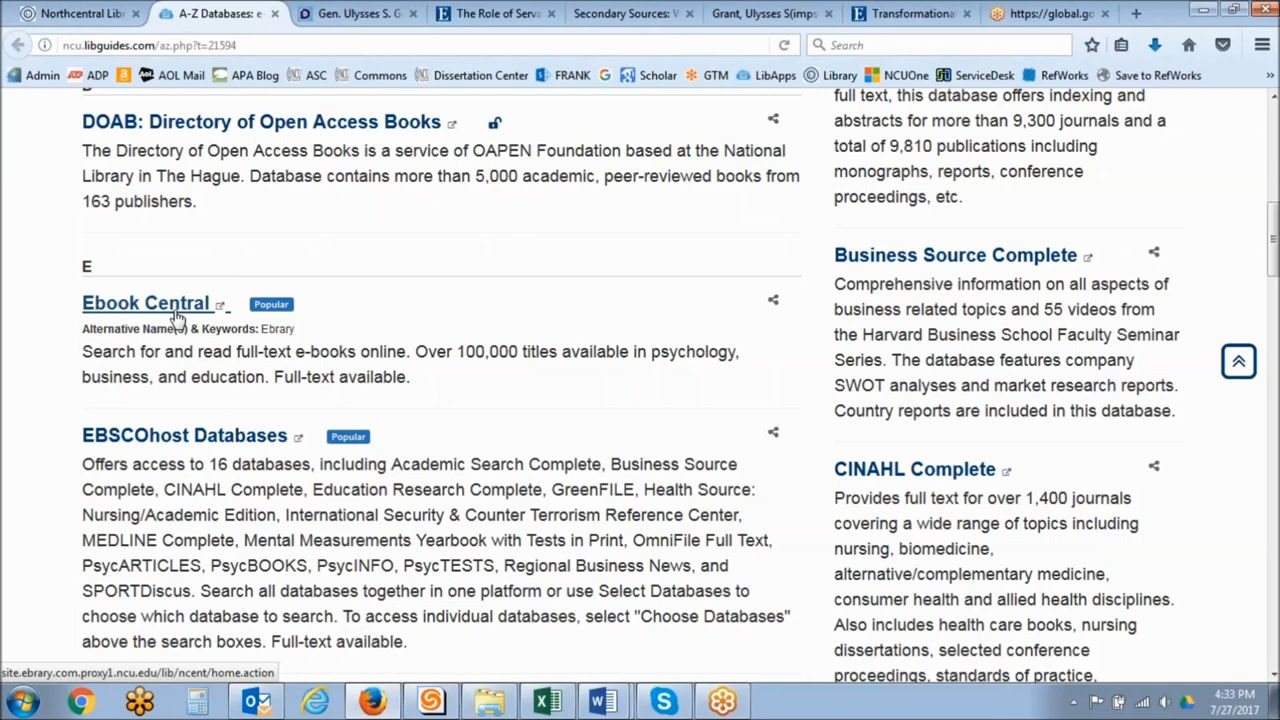 Northcentral Library:
A-Z Databases: e
Gen. Ulysses S. G
The Role of Serva
Secondary Sources: W
Grant, Ulysses S(imps
Transformational
https://global.go
ncu.libguides.com/az.php?t=21594
Search
Admin
ADP
AOL Mail
APA Blog
ASC
Commons
Dissertation Center
FRANK
Scholar
GTM
LibApps
Library
NCUOne
ServiceDesk
RefWorks
Save to RefWorks
DOAB: Directory of Open Access Books
The Directory of Open Access Books is a service of OAPEN Foundation based at the National
Library in The Hague. Database contains more than 5,000 academic, peer-reviewed books from
163 publishers.
E
Ebook Central
Popular
Alternative Name(s) & Keywords: Ebrary
Search for and read full-text e-books online. Over 100,000 titles available in psychology,
business, and education. Full-text available.
EBSCOhost Databases
Popular
Offers access to 16 databases, including Academic Search Complete, Business Source
Complete, CINAHL Complete, Education Research Complete, GreenFILE, Health Source:
Nursing/Academic Edition, International Security & Counter Terrorism Reference Center,
MEDLINE Complete, Mental Measurements Yearbook with Tests in Print, OmniFile Full Text,
PsycARTICLES, PsycBOOKS, PsycINFO, PsycTESTS, Regional Business News, and
SPORTDiscus. Search all databases together in one platform or use Select Databases to
choose which database to search. To access individual databases, select "Choose Databases"
above the search boxes. Full-text available.
full text, this database offers indexing and
abstracts for more than 9,300 journals and a
total of 9,810 publications including
monographs, reports, conference
proceedings, etc.
Business Source Complete
Comprehensive information on all aspects of
business related topics and 55 videos from
the Harvard Business School Faculty Seminar
Series. The database features company
SWOT analyses and market research reports.
Country reports are included in this database.
CINAHL Complete
Provides full text for over 1,400 journals
covering a wide range of topics including
nursing, biomedicine,
alternative/complementary medicine,
consumer health and allied health disciplines.
Also includes health care books, nursing
dissertations, selected conference
proceedings, standards of practice,
site.ebrary.com.proxy1.ncu.edu/lib/ncent/home.action
4:33 PM
7/27/2017